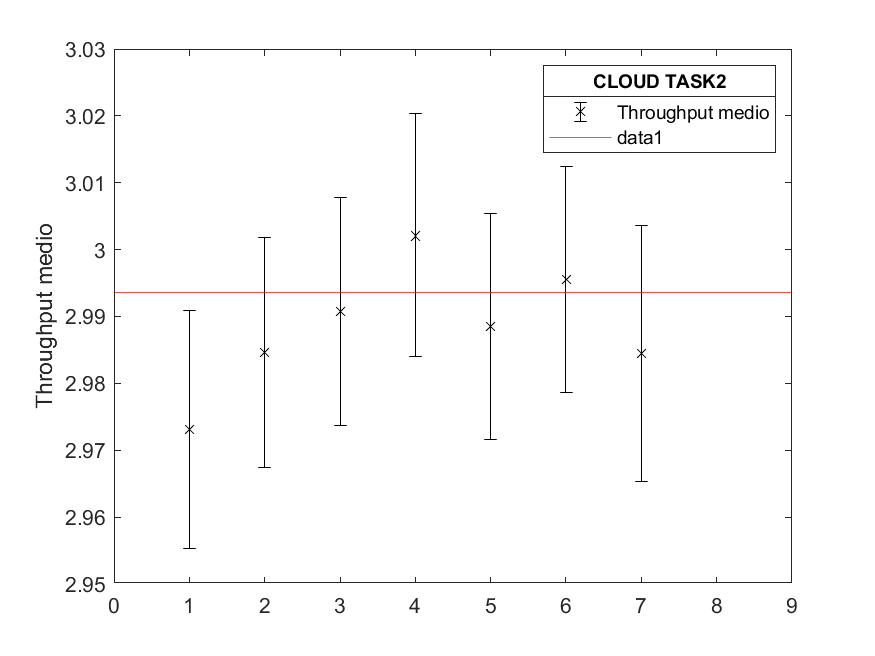 CLOUD TASK2
Throughput medio
data1
Throughput medio
3.03
3.02
3.01
3
2.99
2.98
2.97
2.96
2.95
0 1 2 3 4 5 6 7 8 9